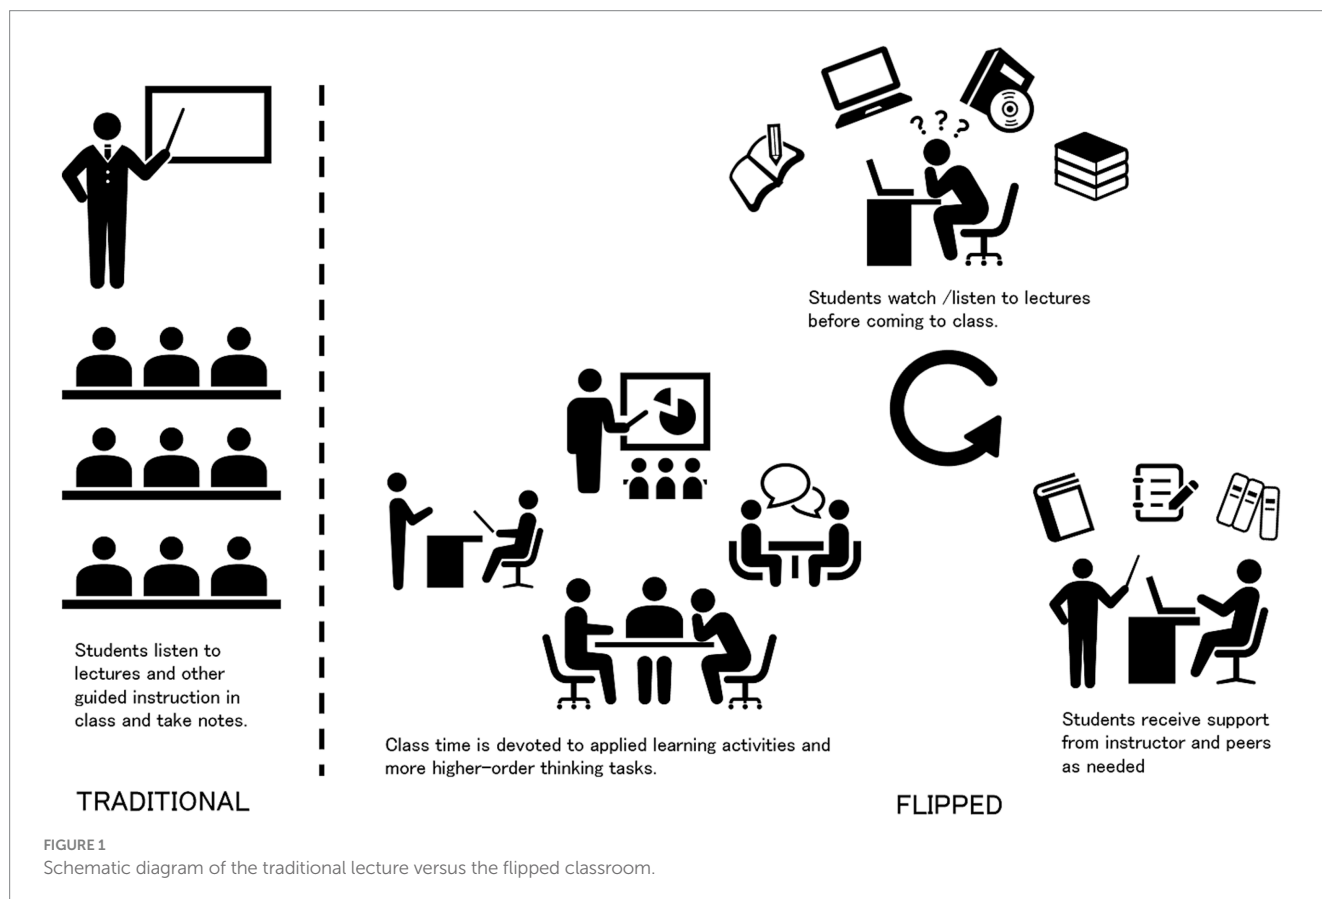 ? ? ?
Students watch /listen to lectures
before coming to class.
Students listen to
lectures and other
guided instruction in
class and take notes.
Class time is devoted to applied learning activities and
more higher-order thinking tasks.
Students receive support
from instructor and peers
as needed
TRADITIONAL
FLIPPED
FIGURE 1
Schematic diagram of the traditional lecture versus the flipped classroom.